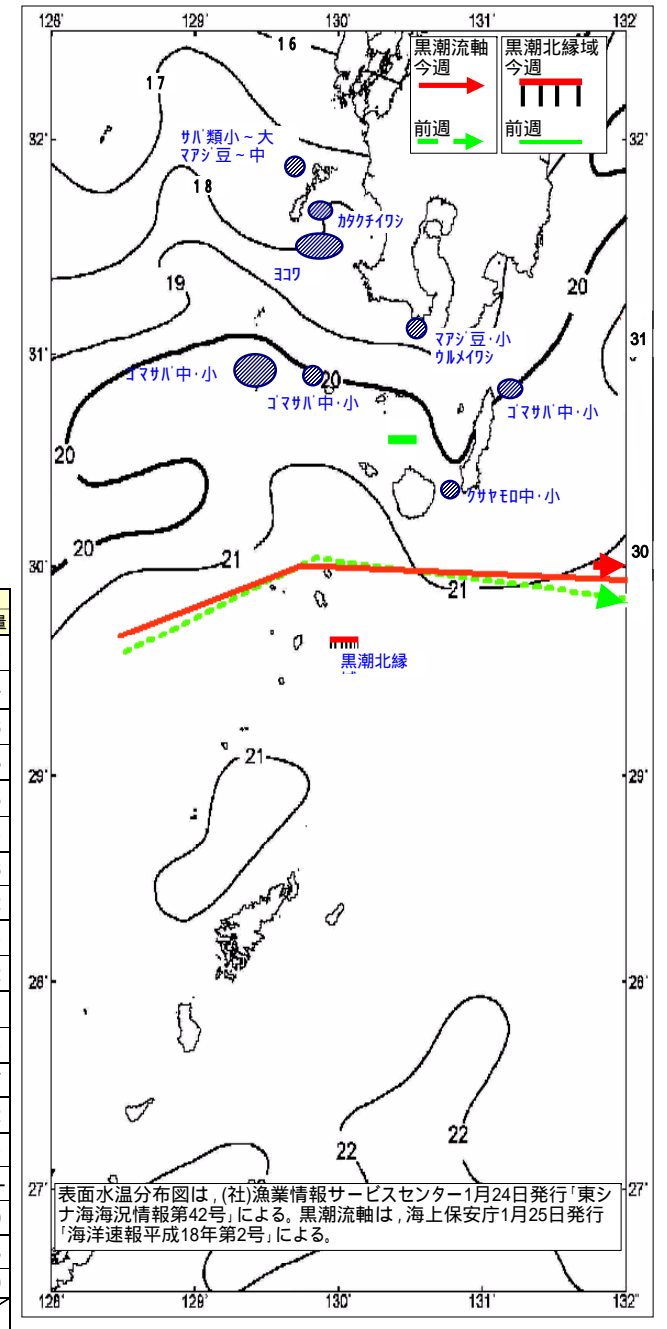 128° 129° 130° 131° 132°
黒潮流軸
今週
前週
黒潮北縁域
今週
前週
16
17
32°
サバ類小~大
マアジ豆~中
18
カタクチイワシ
ヨコワ
19
20
マアジ豆・小
ウルメイワシ
31°
31
ゴマサバ中・小
20
ゴマサバ中・小
ゴマサバ中・小
20
クサヤモロ中・小
20
21
30°
30
21
黒潮北縁
29°
21
29°
28°
28°
22
22
27°
27°
表面水温分布図は,(社)漁業情報サービスセンター1月24日発行「東シ
ナ海海況情報第42号」による。黒潮流軸は,海上保安庁1月25日発行
「海洋速報平成18年第2号」による。
128° 129° 130° 131° 132°